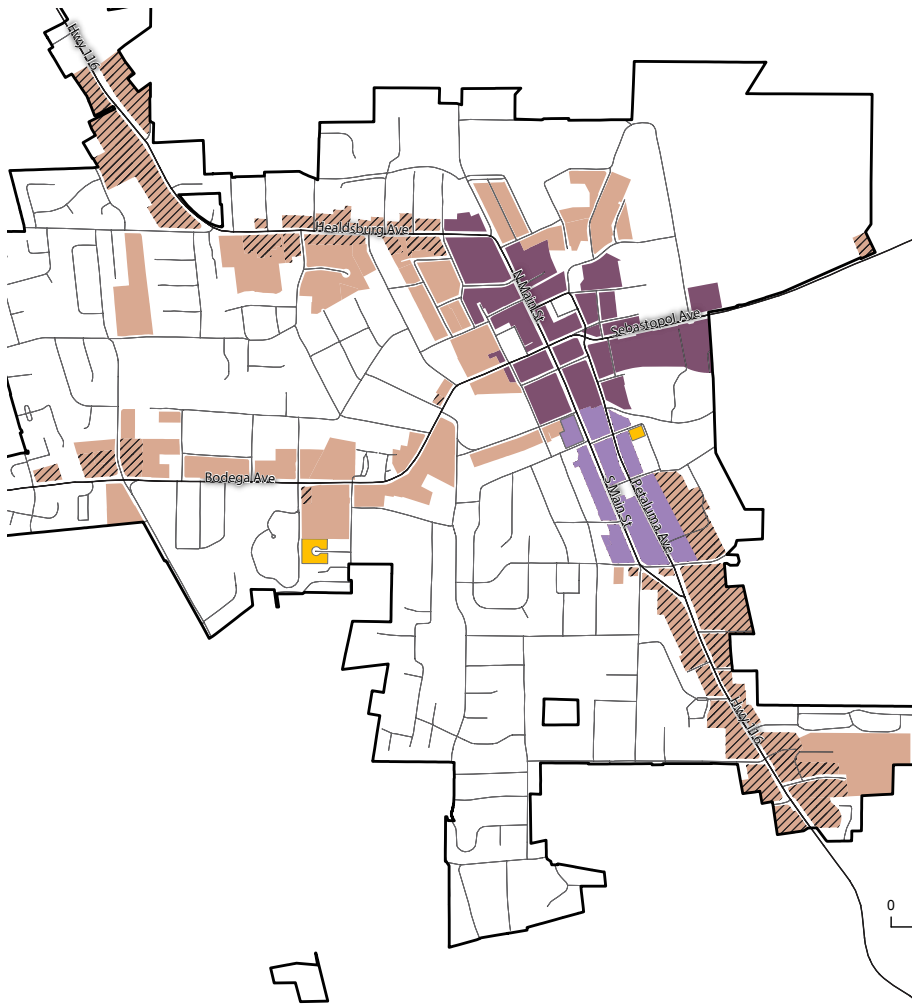 Hwy 116
Healdsburg Ave
N Main St
Sebastopol Ave
Bodega Ave
S Main St
Petaluma Ave
Hwy 116
0